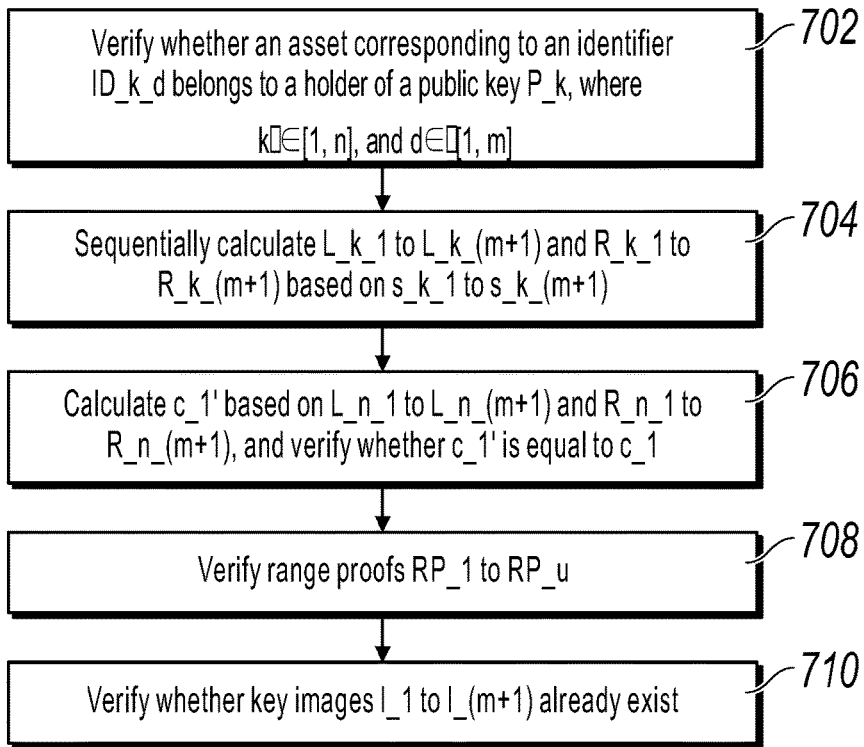 702
Verify whether an asset corresponding to an identifier
ID_k_d belongs to a holder of a public key P_k, where
k▯∈[1, n], and d∈▯[1, m]
704
Sequentially calculate L_k_1 to L_k_(m+1) and R_k_1 to
R_k_(m+1) based on s_k_1 to s_k_(m+1)
706
Calculate c_1' based on L_n_1 to L_n_(m+1) and R_n_1 to
R_n_(m+1), and verify whether c_1' is equal to c_1
708
Verify range proofs RP_1 to RP_u
710
Verify whether key images I_1 to I_(m+1) already exist